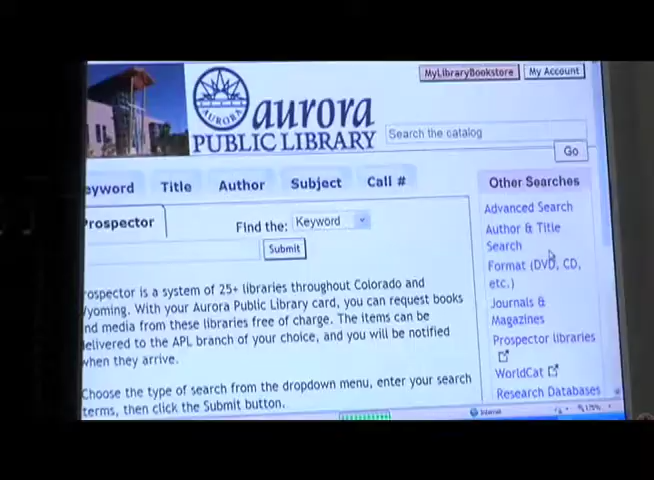 MyLibraryBookstore My Account
AURORA
aurora
PUBLIC LIBRARY
Search the catalog
Go
eyword Title Author Subject Call #
Prospector
Find the: Keyword
Submit
rospector is a system of 25+ libraries throughout Colorado and
yoming. With your Aurora Public Library card, you can request books
nd media from these libraries free of charge. The items can be
elivered to the APL branch of your choice, and you will be notified
when they arrive.
Choose the type of search from the dropdown menu, enter your search
terms, then click the Submit button.
Other Searches
Advanced Search
Author & Title
Search
Format (DVD, CD,
etc.)
Journals &
Magazines
Prospector libraries
WorldCat
Research Databases
Internet
175%